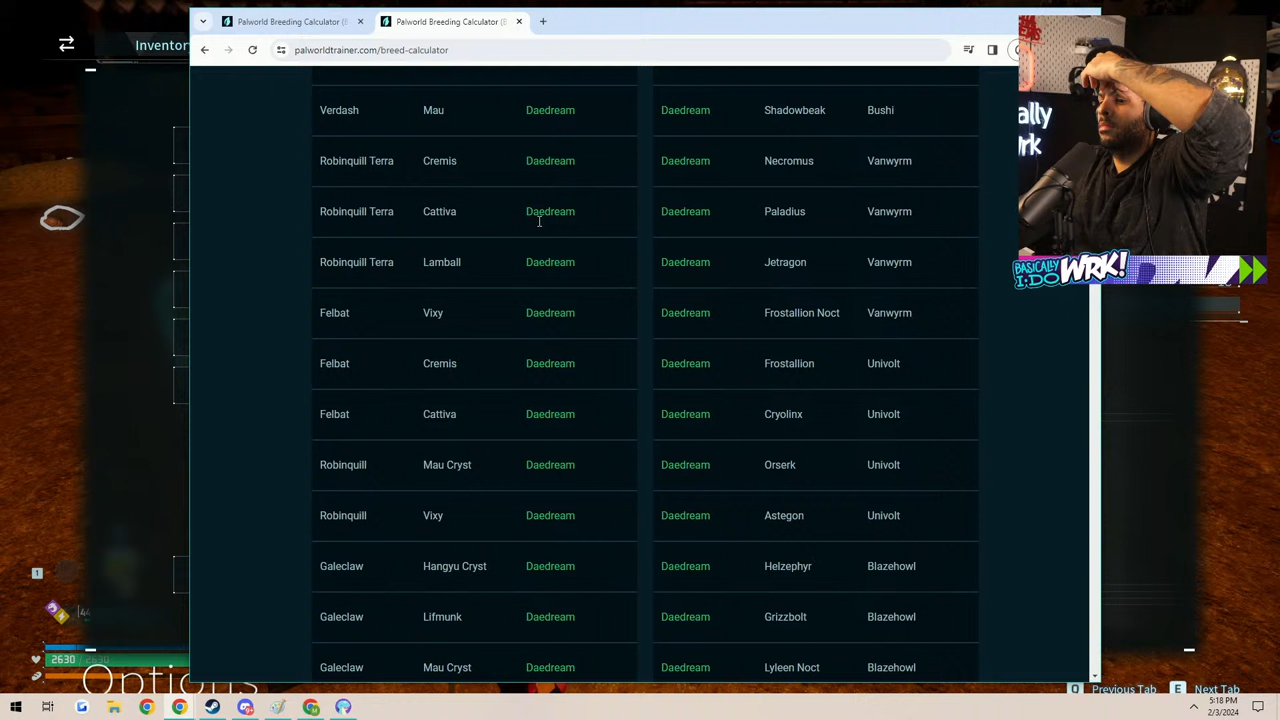 Inventor
Palworld Breeding Calculator (B
Palworld Breeding Calculator (B
palworldtrainer.com/breed-calculator
Verdash Mau Daedream Daedream Shadowbeak Bushi
Robinquill Terra Cremis Daedream Daedream Necromus Vanwyrm
Robinquill Terra Cattiva Daedream Daedream Paladius Vanwyrm
Robinquill Terra Lamball Daedream Daedream Jetragon Vanwyrm
Felbat Vixy Daedream Daedream Frostallion Noct Vanwyrm
Felbat Cremis Daedream Daedream Frostallion Univolt
Felbat Cattiva Daedream Daedream Cryolinx Univolt
Robinquill Mau Cryst Daedream Daedream Orserk Univolt
Robinquill Vixy Daedream Daedream Astegon Univolt
Galeclaw Hangyu Cryst Daedream Daedream Helzephyr Blazehowl
Galeclaw Lifmunk Daedream Daedream Grizzbolt Blazehowl
Galeclaw Mau Cryst Daedream Daedream Lyleen Noct Blazehowl
ally
rk
BASICALLY
I DO
WRK!
1
2630 / 2630
Options
Q Previous Tab E Next Tab
5:18 PM
2/3/2024